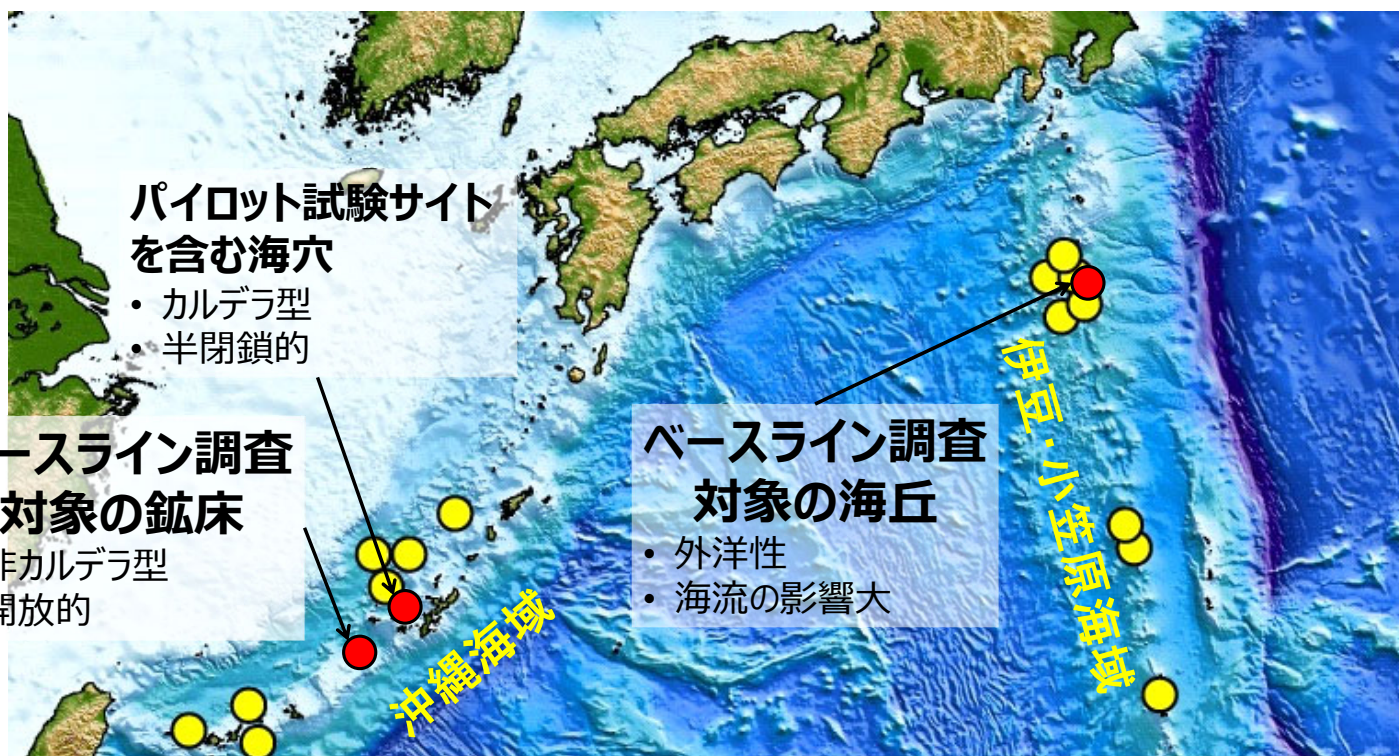 パイロット試験サイト
を含む海穴
• カルデラ型
• 半閉鎖的
ースライン調査
対象の鉱床
非カルデラ型
開放的
ベースライン調査
対象の海丘
• 外洋性
• 海流の影響大
沖縄海域
伊豆・小笠原海域